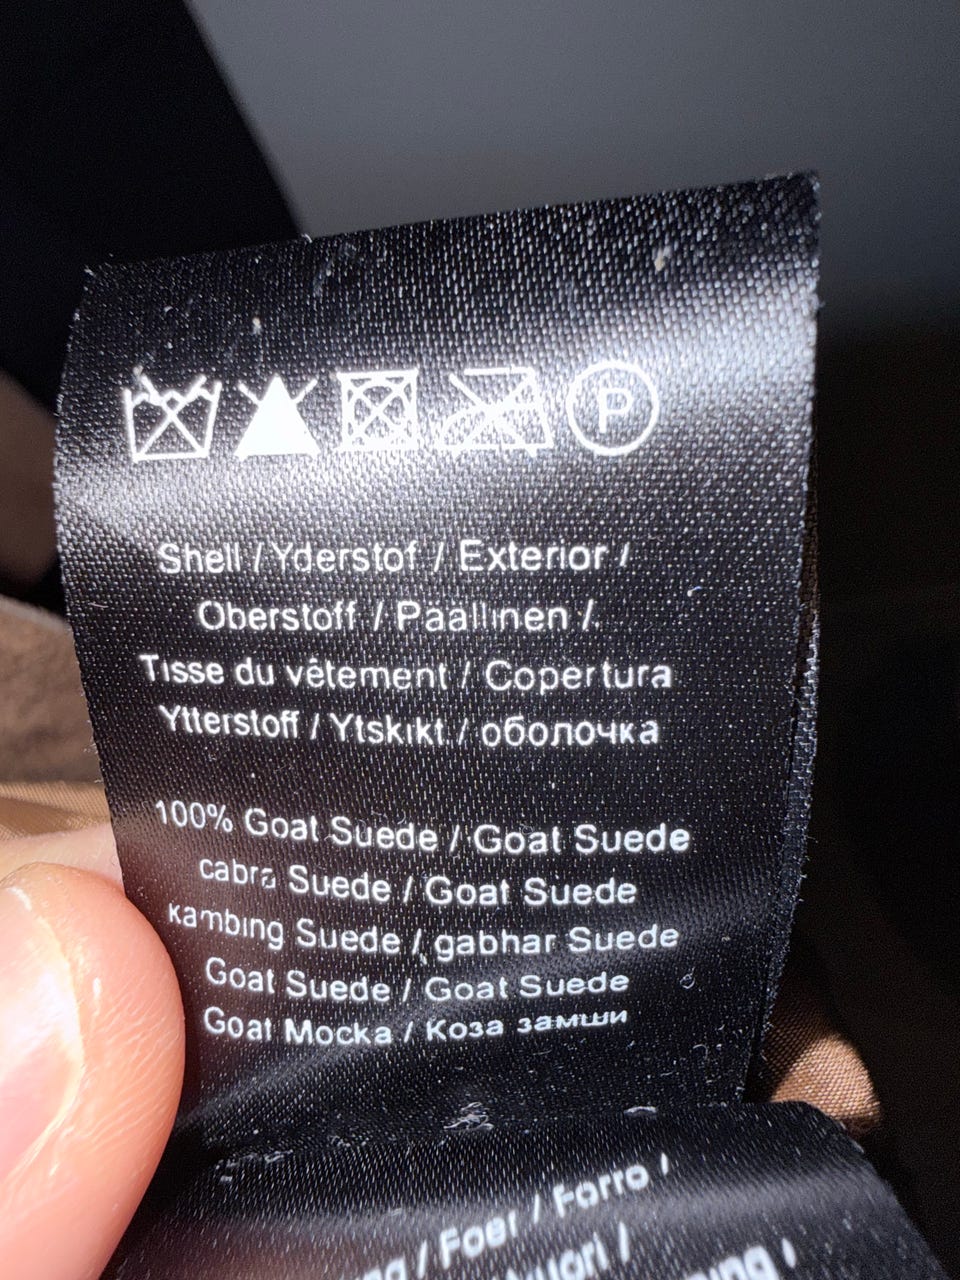 P
Shell / Yderstof / Exterior /
Oberstoff / Päällinen /
Tisse du vêtement / Copertura
Ytterstoff / Ytskikt / оболочка
100% Goat Suede / Goat Suede
cabra Suede / Goat Suede
kambing Suede / gabhar Suede
Goat Suede / Goat Suede
Goat Mocka / Коза замши
/ Foer / Forro /